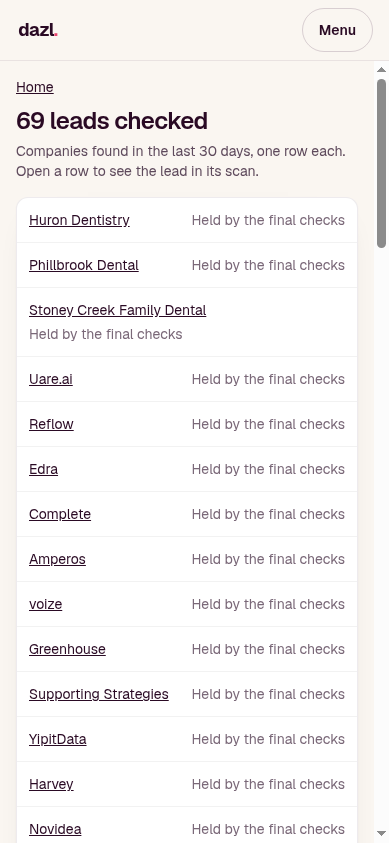 dazl.
Menu
Home
69 leads checked
Companies found in the last 30 days, one row each.
Open a row to see the lead in its scan.
Huron Dentistry Held by the final checks
Phillbrook Dental Held by the final checks
Stoney Creek Family Dental
Held by the final checks
Uare.ai Held by the final checks
Reflow Held by the final checks
Edra Held by the final checks
Complete Held by the final checks
Amperos Held by the final checks
voize Held by the final checks
Greenhouse Held by the final checks
Supporting Strategies Held by the final checks
YipitData Held by the final checks
Harvey Held by the final checks
Novidea Held by the final checks